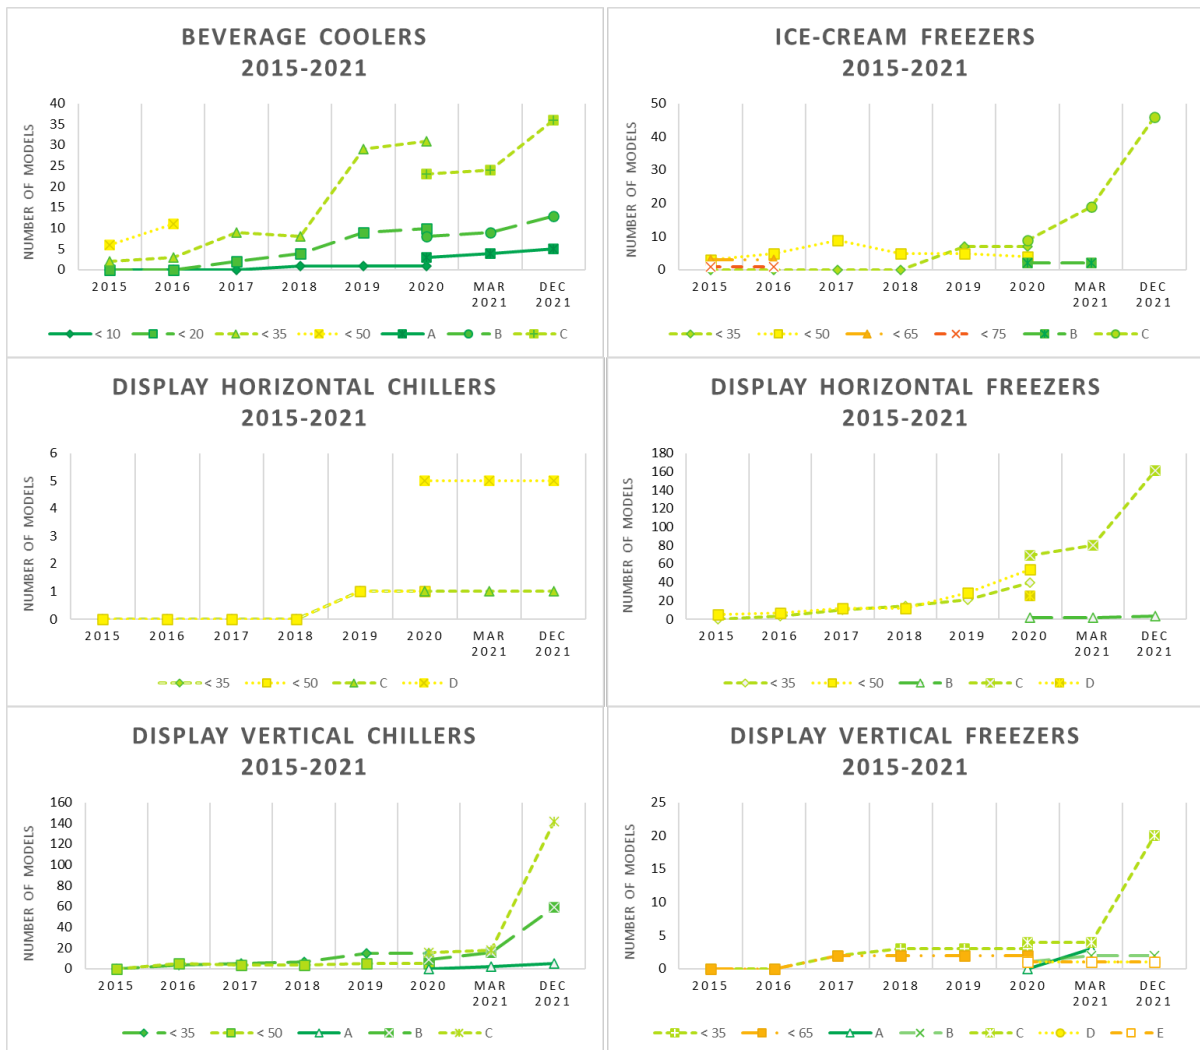 BEVERAGE COOLERS
2015-2021
NUMBER OF MODELS
40
35
30
25
20
15
10
5
0
2015 2016 2017 2018 2019 2020 MAR 2021 DEC 2021
< 10 < 20 < 35 < 50 A B C
ICE-CREAM FREEZERS
2015-2021
NUMBER OF MODELS
50
40
30
20
10
0
2015 2016 2017 2018 2019 2020 MAR 2021 DEC 2021
< 35 < 50 < 65 < 75 B C
DISPLAY HORIZONTAL CHILLERS
2015-2021
NUMBER OF MODELS
6
5
4
3
2
1
0
2015 2016 2017 2018 2019 2020 MAR 2021 DEC 2021
< 35 < 50 C D
DISPLAY HORIZONTAL FREEZERS
2015-2021
NUMBER OF MODELS
180
160
140
120
100
80
60
40
20
0
2015 2016 2017 2018 2019 2020 MAR 2021 DEC 2021
< 35 < 50 B C D
DISPLAY VERTICAL CHILLERS
2015-2021
NUMBER OF MODELS
160
140
120
100
80
60
40
20
0
2015 2016 2017 2018 2019 2020 MAR 2021 DEC 2021
< 35 < 50 A B C
DISPLAY VERTICAL FREEZERS
2015-2021
NUMBER OF MODELS
25
20
15
10
5
0
2015 2016 2017 2018 2019 2020 MAR 2021 DEC 2021
< 35 < 65 A B C D E